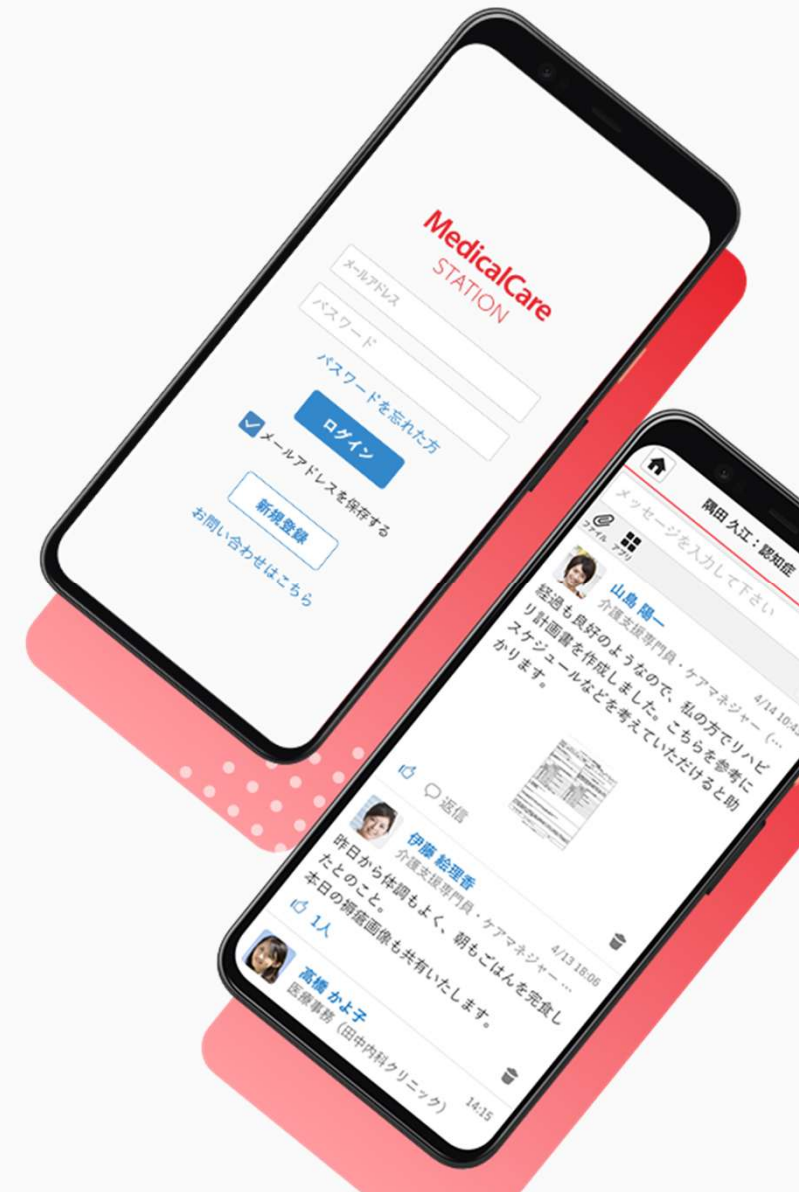 MedicalCare
STATION
メールアドレス
パスワード
パスワードを忘れた方
ログイン
メールアドレスを保存する
新規登録
お問い合わせはこちら
隅田 久江：認知症
メッセージを入力して下さい
ファイル アプリ
山島 陽一
介護支援専門員・ケアマネジャー（…
4/14 10:4
経過も良好のようなので、私の方でリハビ
リ計画書を作成しました。こちらを参考に
スケジュールなどを考えていただけると助
かります。
返信
伊藤 絵理香
介護支援専門員・ケアマネジャー …
4/13 18:06
昨日から体調もよく、朝もごはんを完食し
たとのこと。
本日の褥瘡画像も共有いたします。
1人
高橋 かよ子
医療事務（田中内科クリニック）
14:15